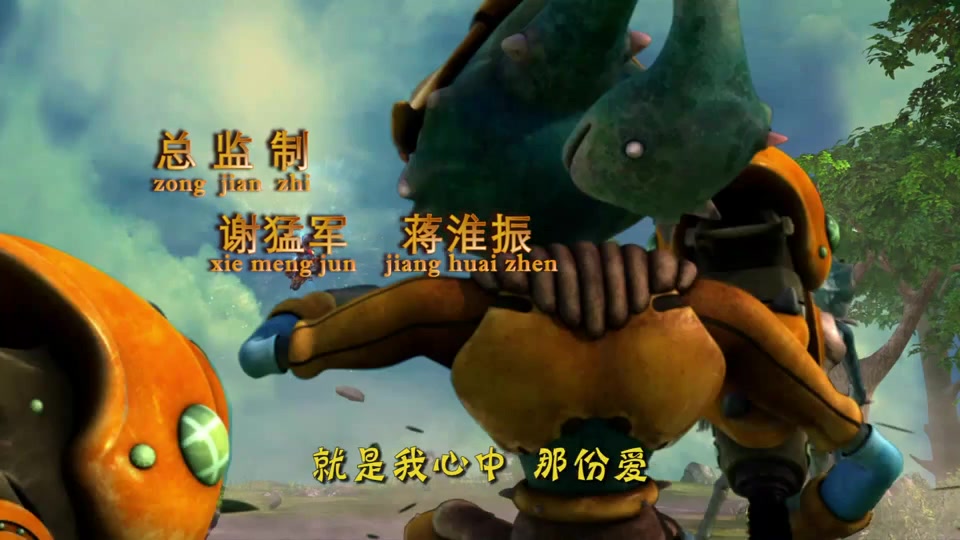 总监制
zong jian zhi
谢猛军 蒋淮振
xie meng jun jiang huai zhen
就是我心中 那份爱